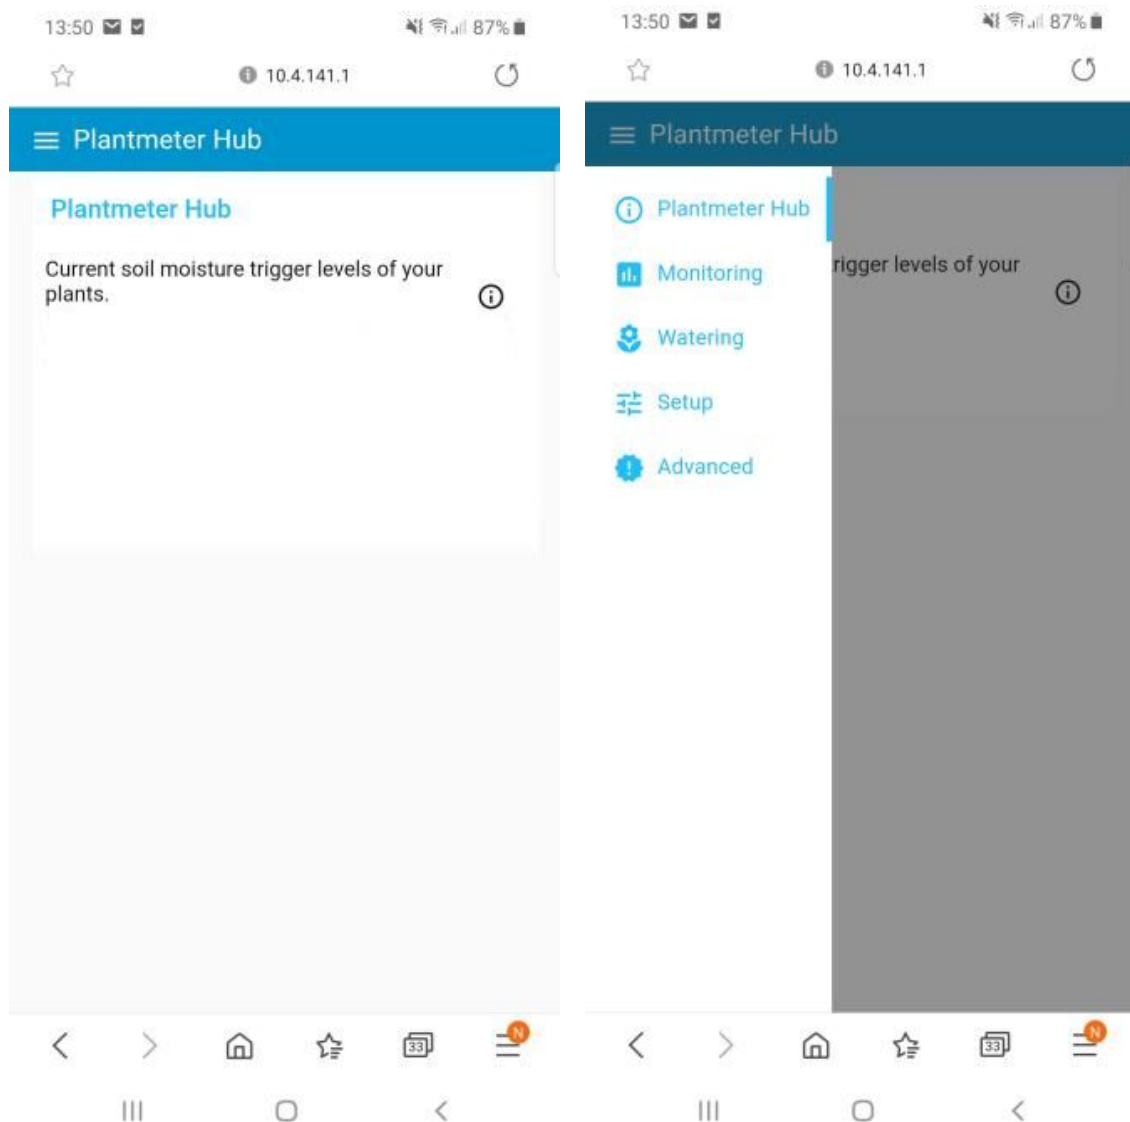 13:50
87%
10.4.141.1
Plantmeter Hub
Plantmeter Hub
Current soil moisture trigger levels of your
plants.
33
N
13:50
87%
10.4.141.1
Plantmeter Hub
Plantmeter Hub
Monitoring
rigger levels of your
Watering
Setup
Advanced
33
N